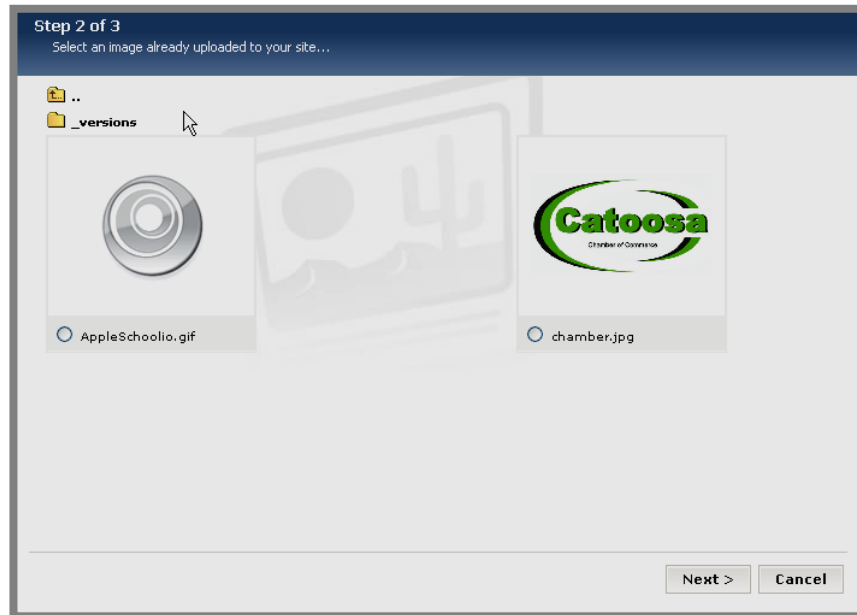 Step 2 of 3
Select an image already uploaded to your site...
..
_versions
Catoosa
Chamber of Commerce
AppleSchoolio.gif
chamber.jpg
Next >
Cancel